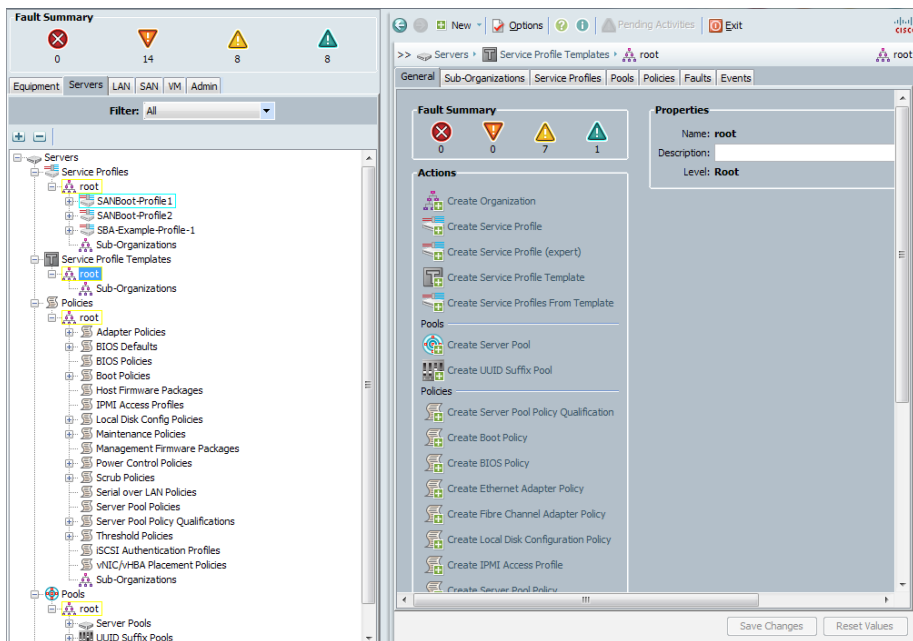 Fault Summary
0 14 8 8
Equipment Servers LAN SAN VM Admin
Filter: All
Servers
Service Profiles
root
SANBoot-Profile1
SANBoot-Profile2
SBA-Example-Profile-1
Sub-Organizations
Service Profile Templates
root
Sub-Organizations
Policies
root
Adapter Policies
BIOS Defaults
BIOS Policies
Boot Policies
Host Firmware Packages
IPMI Access Profiles
Local Disk Config Policies
Maintenance Policies
Management Firmware Packages
Power Control Policies
Scrub Policies
Serial over LAN Policies
Server Pool Policies
Server Pool Policy Qualifications
Threshold Policies
iSCSI Authentication Profiles
vNIC/vHBA Placement Policies
Sub-Organizations
Pools
root
Server Pools
UUID Suffix Pools
New Options Pending Activities Exit
CISCO
>> Servers Service Profile Templates root root
General Sub-Organizations Service Profiles Pools Policies Faults Events
Fault Summary
0 0 7 1
Actions
Create Organization
Create Service Profile
Create Service Profile (expert)
Create Service Profile Template
Create Service Profiles From Template
Pools
Create Server Pool
Create UUID Suffix Pool
Policies
Create Server Pool Policy Qualification
Create Boot Policy
Create BIOS Policy
Create Ethernet Adapter Policy
Create Fibre Channel Adapter Policy
Create Local Disk Configuration Policy
Create IPMI Access Profile
Create Server Pool Policy
Properties
Name: root
Description:
Level: Root
Save Changes Reset Values